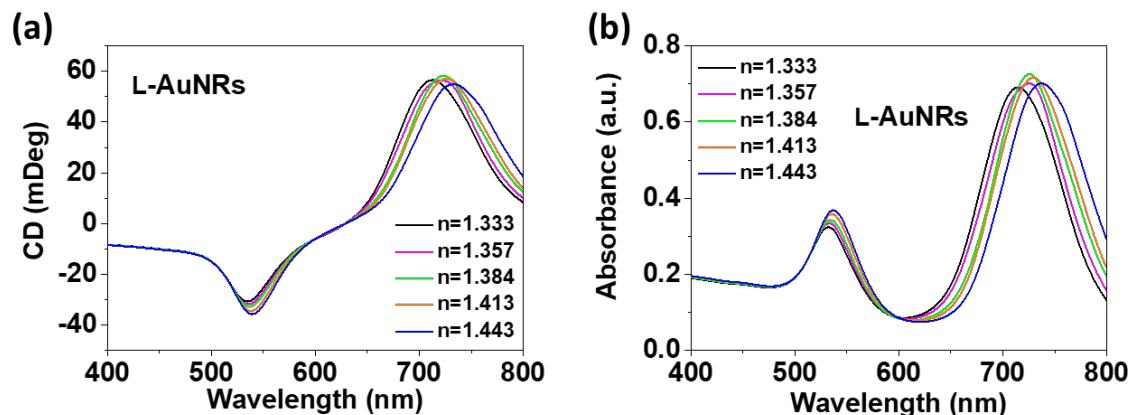 (a)
CD (mDeg)
60
40
20
0
-20
-40
L-AuNRs
n=1.333
n=1.357
n=1.384
n=1.413
n=1.443
400
500
600
700
800
Wavelength (nm)
(b)
Absorbance (a.u.)
0.8
0.6
0.4
0.2
0.0
n=1.333
n=1.357
n=1.384
n=1.413
n=1.443
L-AuNRs
400
500
600
700
800
Wavelength (nm)